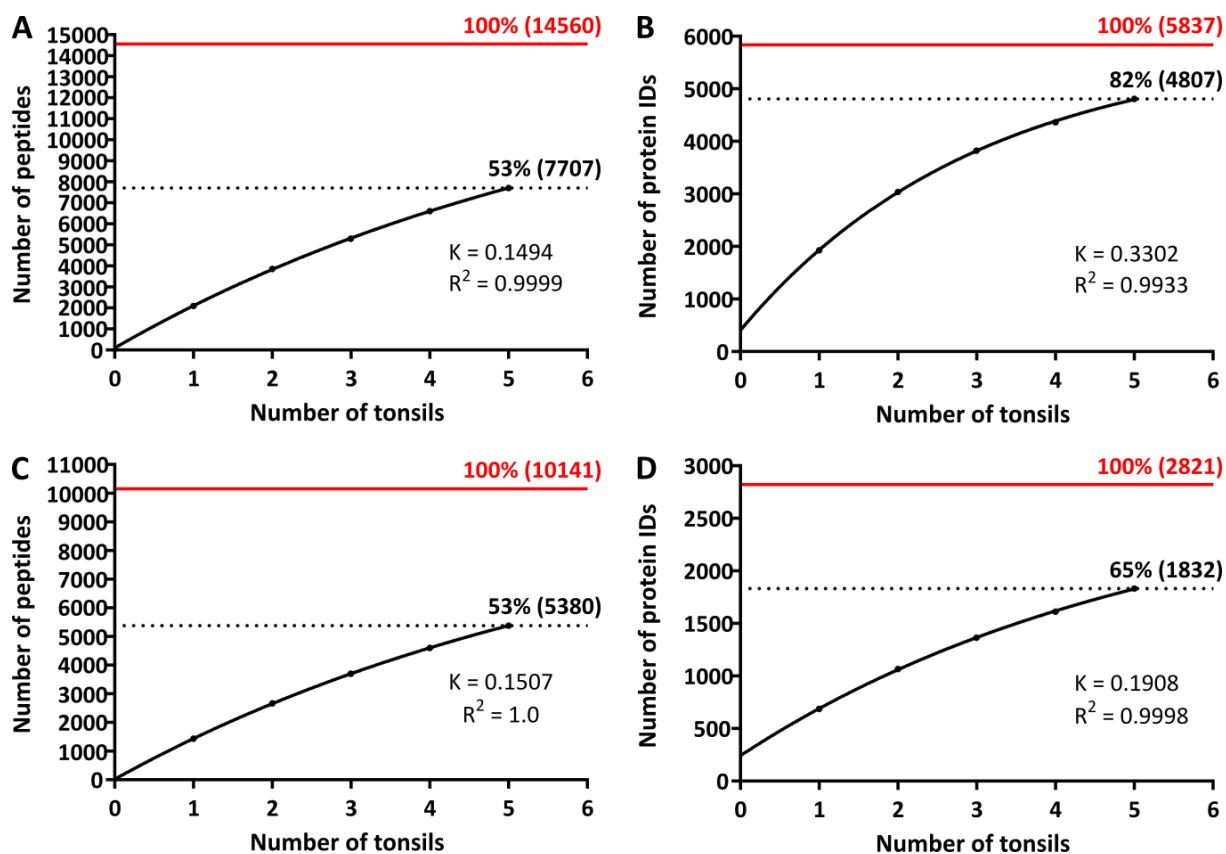 A
100% (14560)
15000
14000
13000
12000
11000
10000
9000
8000
7000
6000
5000
4000
3000
2000
1000
0
Number of peptides
53% (7707)
K = 0.1494
R² = 0.9999
0 1 2 3 4 5 6
Number of tonsils
B
100% (5837)
6000
5000
4000
3000
2000
1000
0
Number of protein IDs
82% (4807)
K = 0.3302
R² = 0.9933
0 1 2 3 4 5 6
Number of tonsils
C
100% (10141)
11000
10000
9000
8000
7000
6000
5000
4000
3000
2000
1000
0
Number of peptides
53% (5380)
K = 0.1507
R² = 1.0
0 1 2 3 4 5 6
Number of tonsils
D
100% (2821)
3000
2500
2000
1500
1000
500
0
Number of protein IDs
65% (1832)
K = 0.1908
R² = 0.9998
0 1 2 3 4 5 6
Number of tonsils